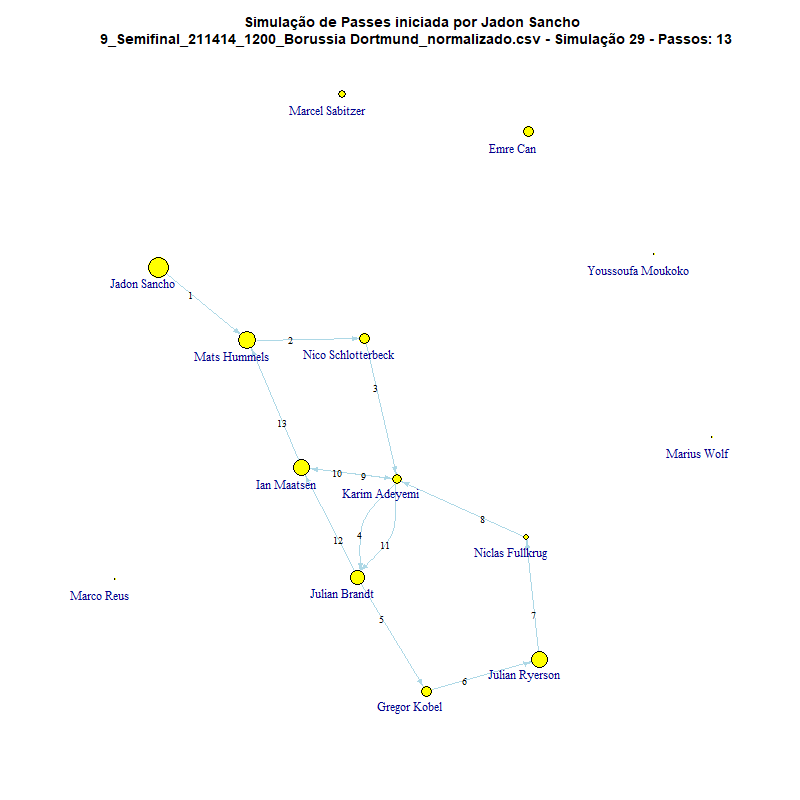 Simulação de Passes iniciada por Jadon Sancho
9_Semifinal_211414_1200_Borussia Dortmund_normalizado.csv - Simulação 29 - Passos: 13
Marcel Sabitzer
Emre Can
Youssoufa Moukoko
Jadon Sancho
1
2
Mats Hummels
Nico Schlotterbeck
3
13
Marius Wolf
10
9
Ian Maatsen
Karim Adeyemi
8
4
12
11
Niclas Fullkrug
Marco Reus
Julian Brandt
5
7
6
Julian Ryerson
Gregor Kobel